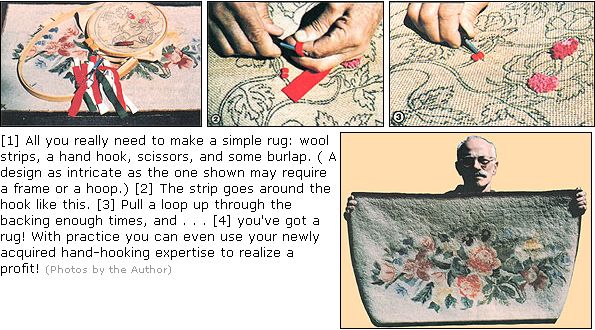 2
3
[1] All you really need to make a simple rug: wool
strips, a hand hook, scissors, and some burlap. ( A
design as intricate as the one shown may require
a frame or a hoop.) [2] The strip goes around the
hook like this. [3] Pull a loop up through the
backing enough times, and . . . [4] you've got a
rug! With practice you can even use your newly
acquired hand-hooking expertise to realize a
profit! (Photos by the Author)